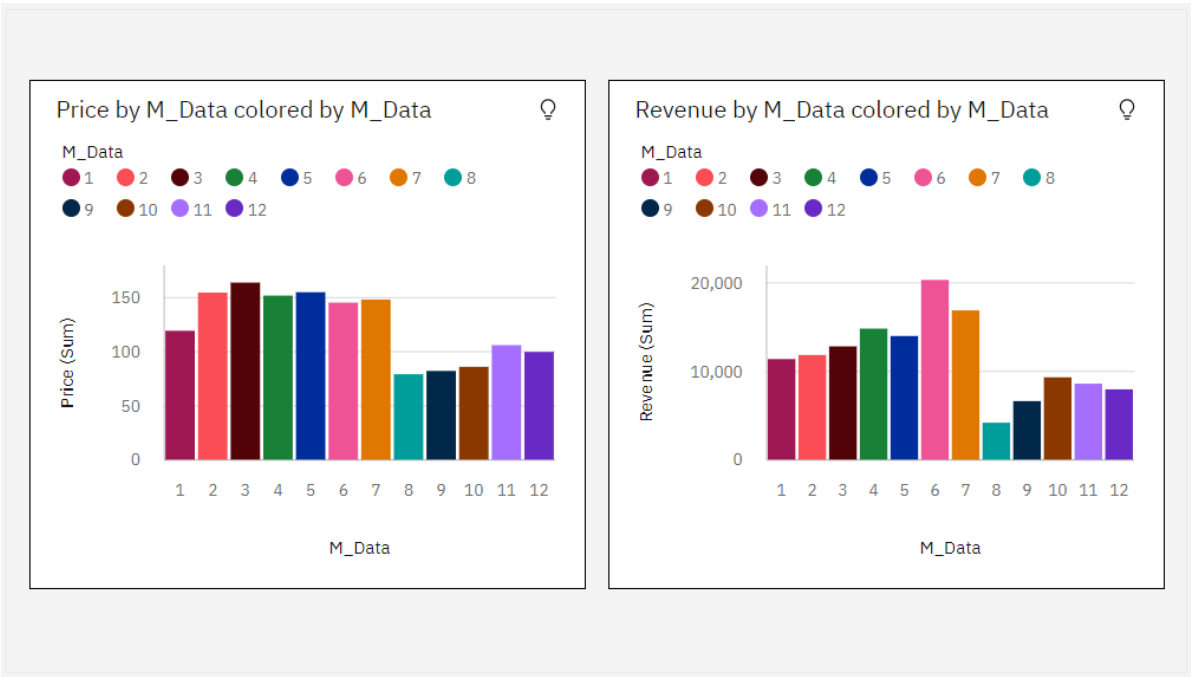 Price by M_Data colored by M_Data
M_Data
1 2 3 4 5 6 7 8
9 10 11 12
150
100
50
0
Price (Sum)
1 2 3 4 5 6 7 8 9 10 11 12
M_Data
Revenue by M_Data colored by M_Data
M_Data
1 2 3 4 5 6 7 8
9 10 11 12
20,000
10,000
0
Revenue (Sum)
1 2 3 4 5 6 7 8 9 10 11 12
M_Data